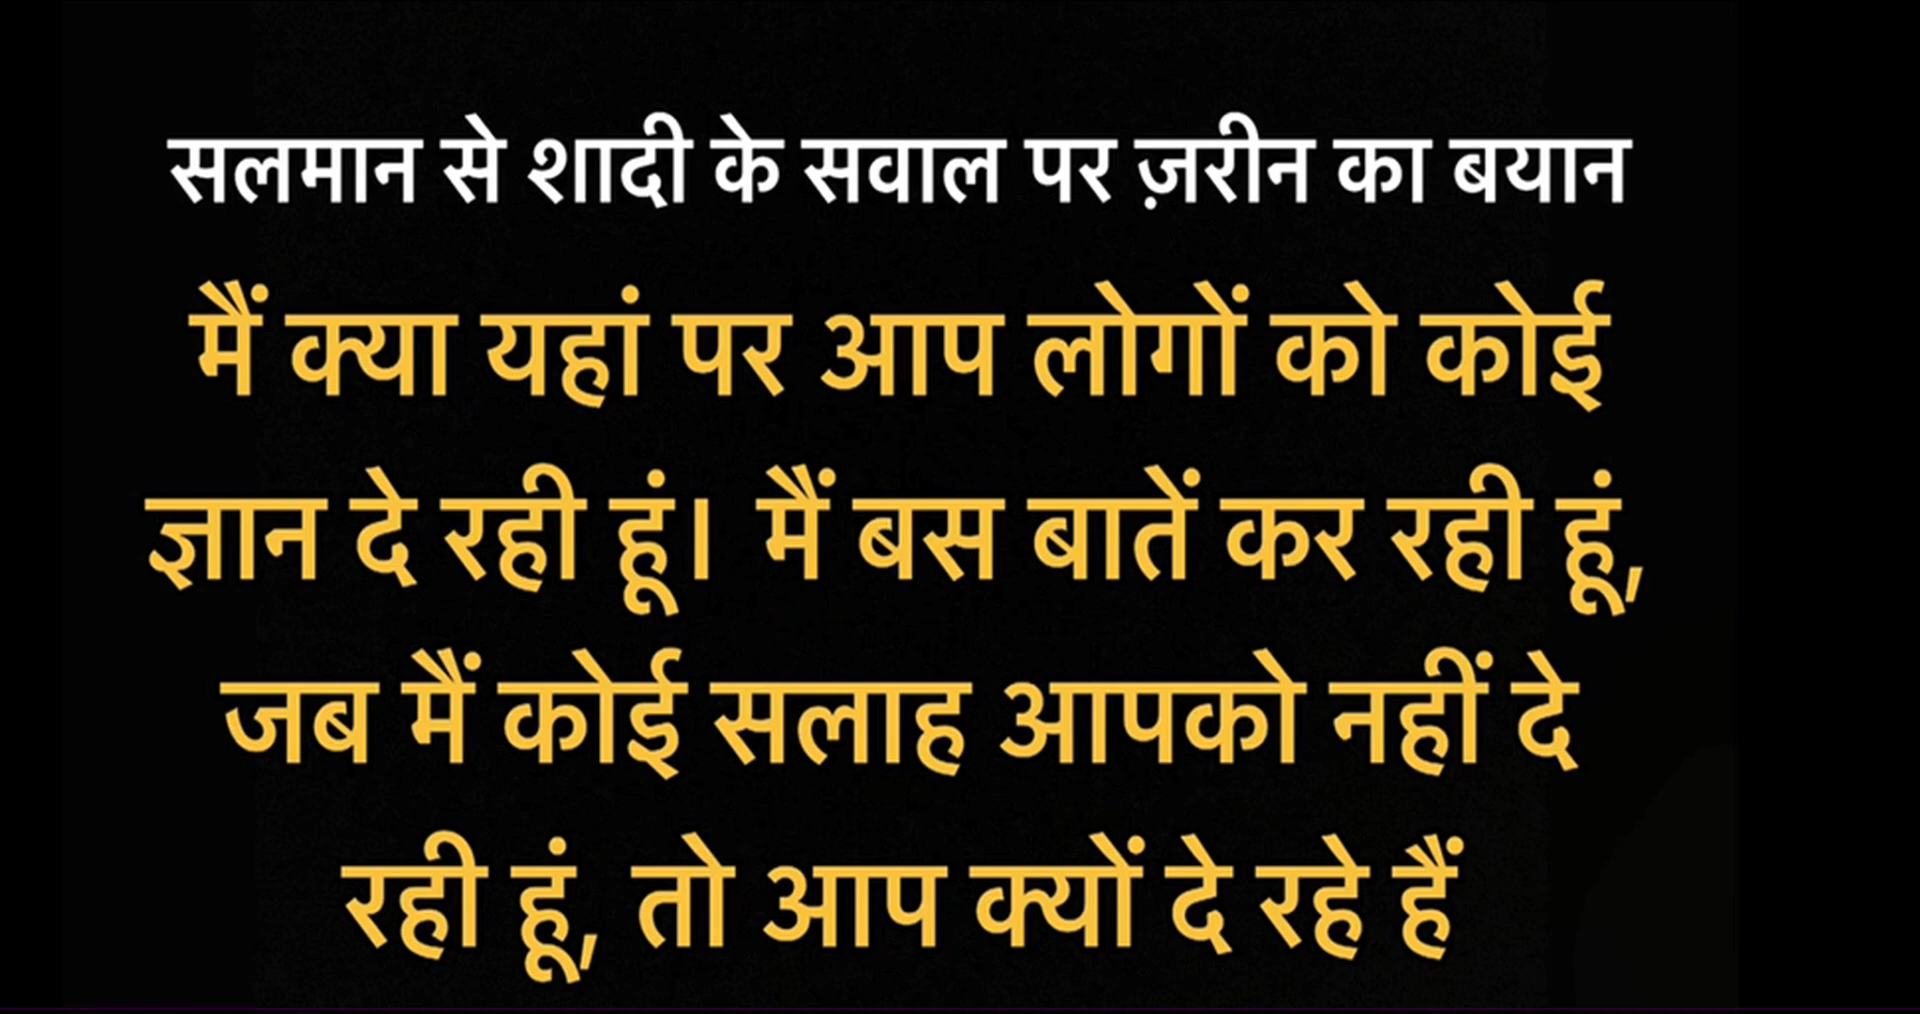 सलमान से शादी के सवाल पर ज़रीन का बयान
मैं क्या यहां पर आप लोगों को कोई
ज्ञान दे रही हूं। मैं बस बातें कर रही हूं,
जब मैं कोई सलाह आपको नहीं दे
रही हूं, तो आप क्यों दे रहे हैं